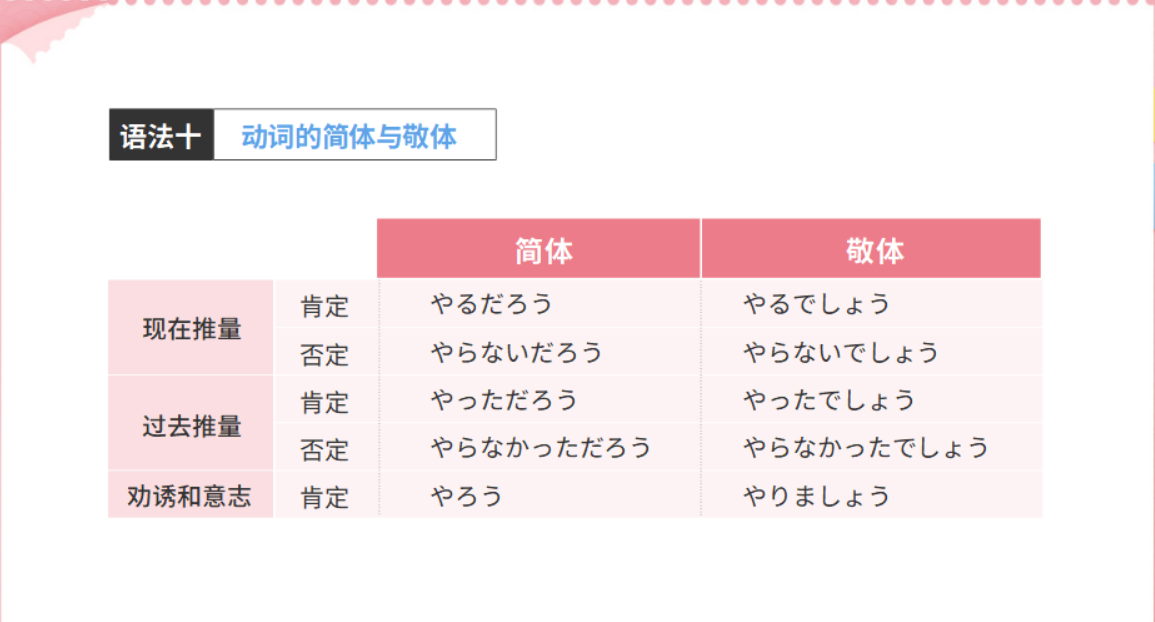 语法十 动词的简体与敬体
简体 敬体
现在推量 肯定 やるだろう やるでしょう
否定 やらないだろう やらないでしょう
过去推量 肯定 やっただろう やったでしょう
否定 やらなかっただろう やらなかったでしょう
劝诱和意志 肯定 やろう やりましょう